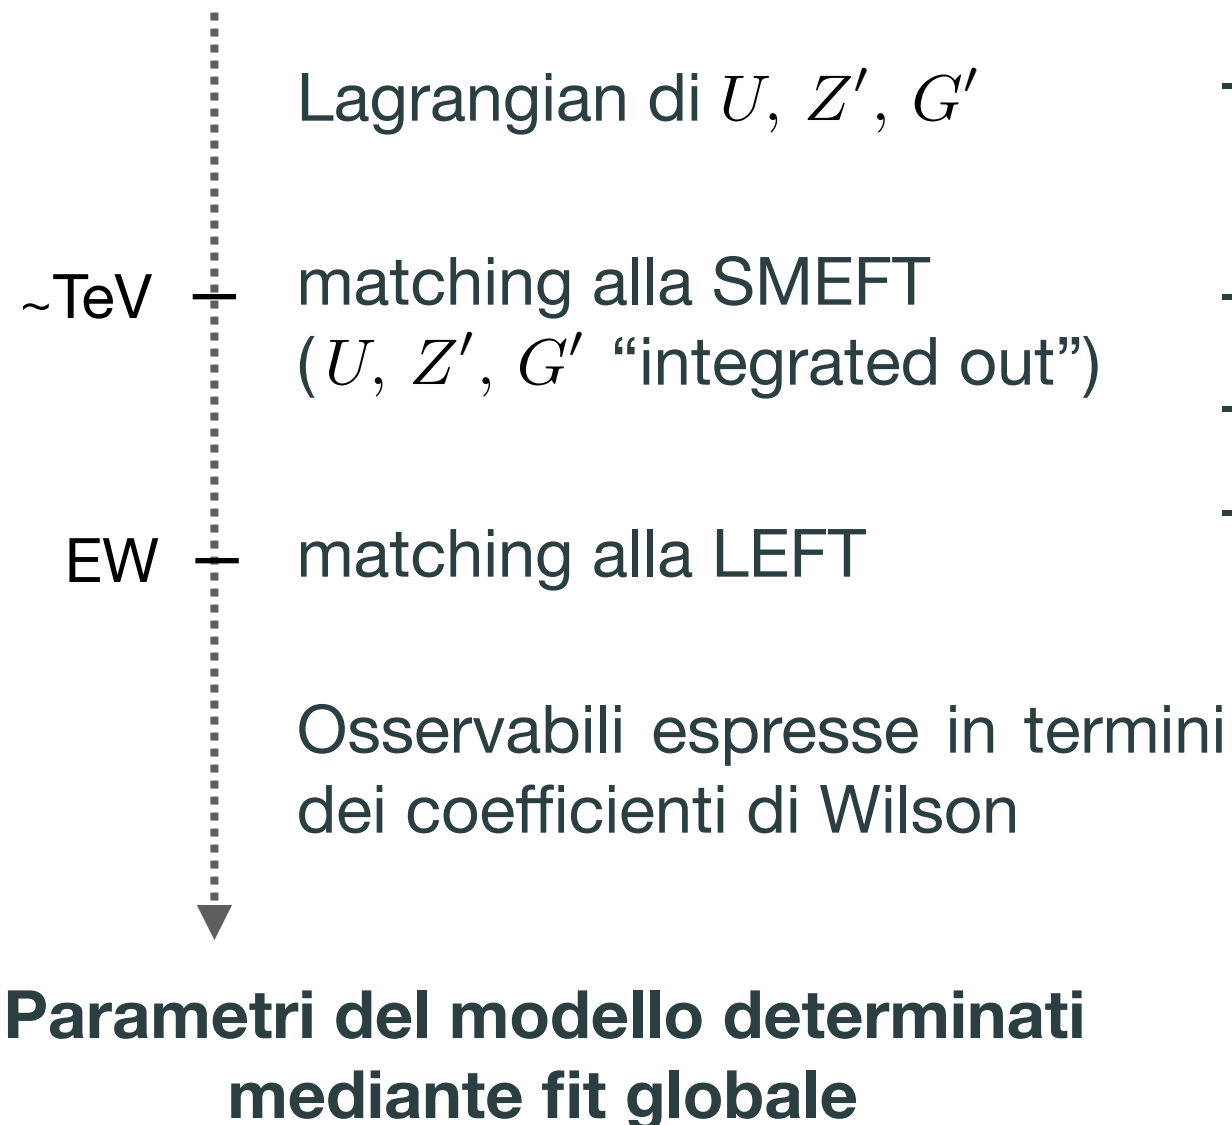 Lagrangian di U, Z′, G′
~TeV
matching alla SMEFT
(U, Z′, G′ “integrated out”)
EW
matching alla LEFT
Osservabili espresse in termini
dei coefficienti di Wilson
Parametri del modello determinati
mediante fit globale